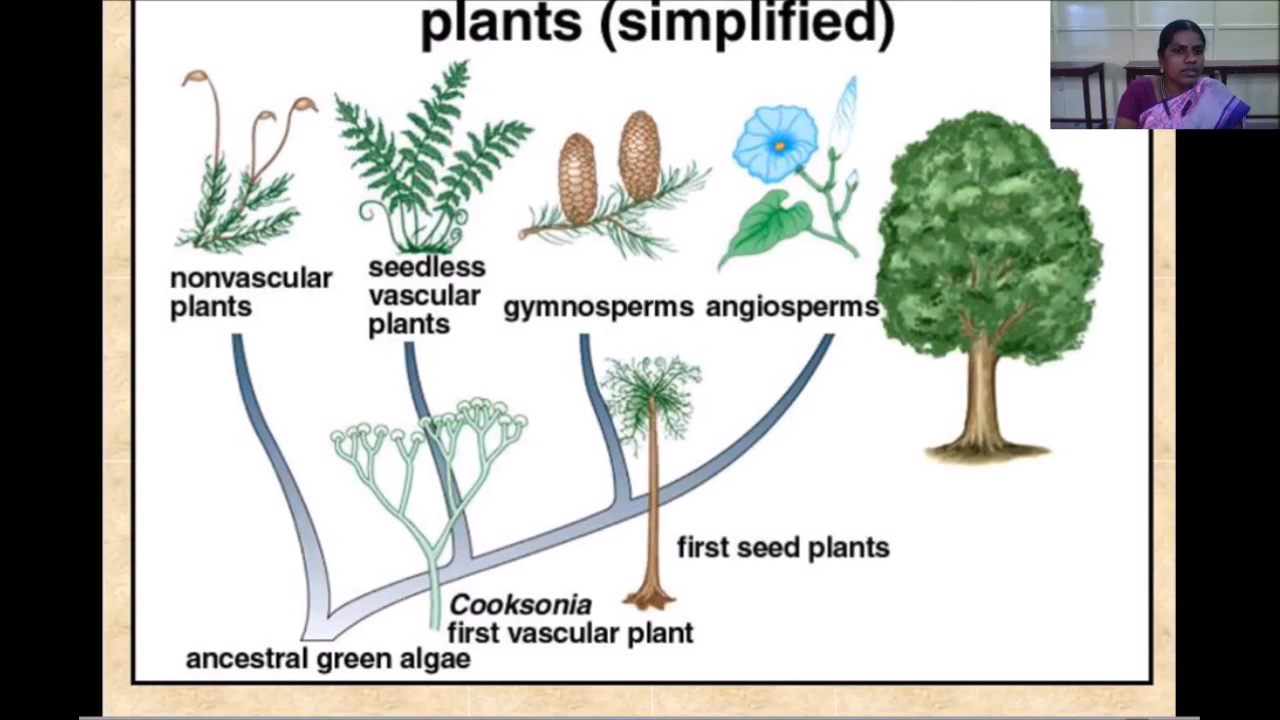 plants (simplified)
nonvascular
plants
seedless
vascular
plants
gymnosperms
angiosperms
first seed plants
Cooksonia
first vascular plant
ancestral green algae